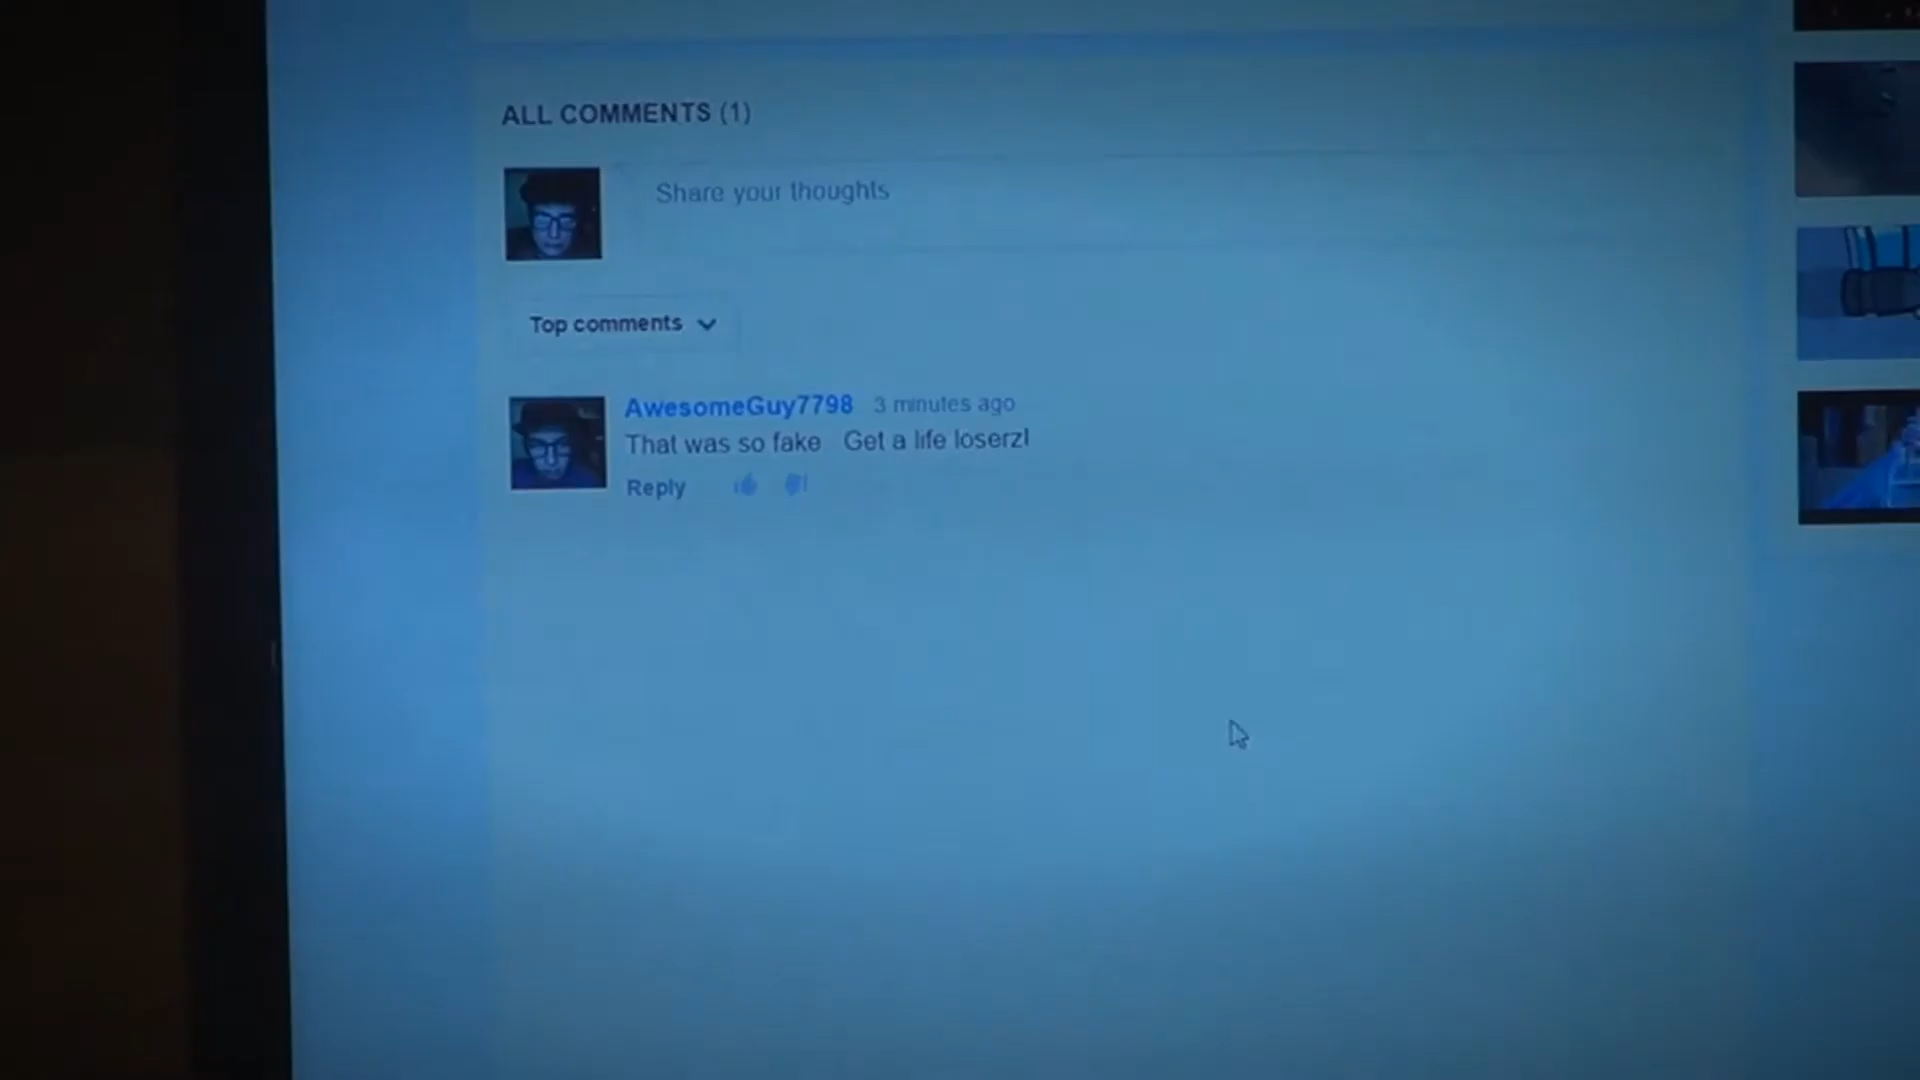 ALL COMMENTS (1)
Share your thoughts
Top comments
AwesomeGuy7798 3 minutes ago
That was so fake Get a life loserz!
Reply